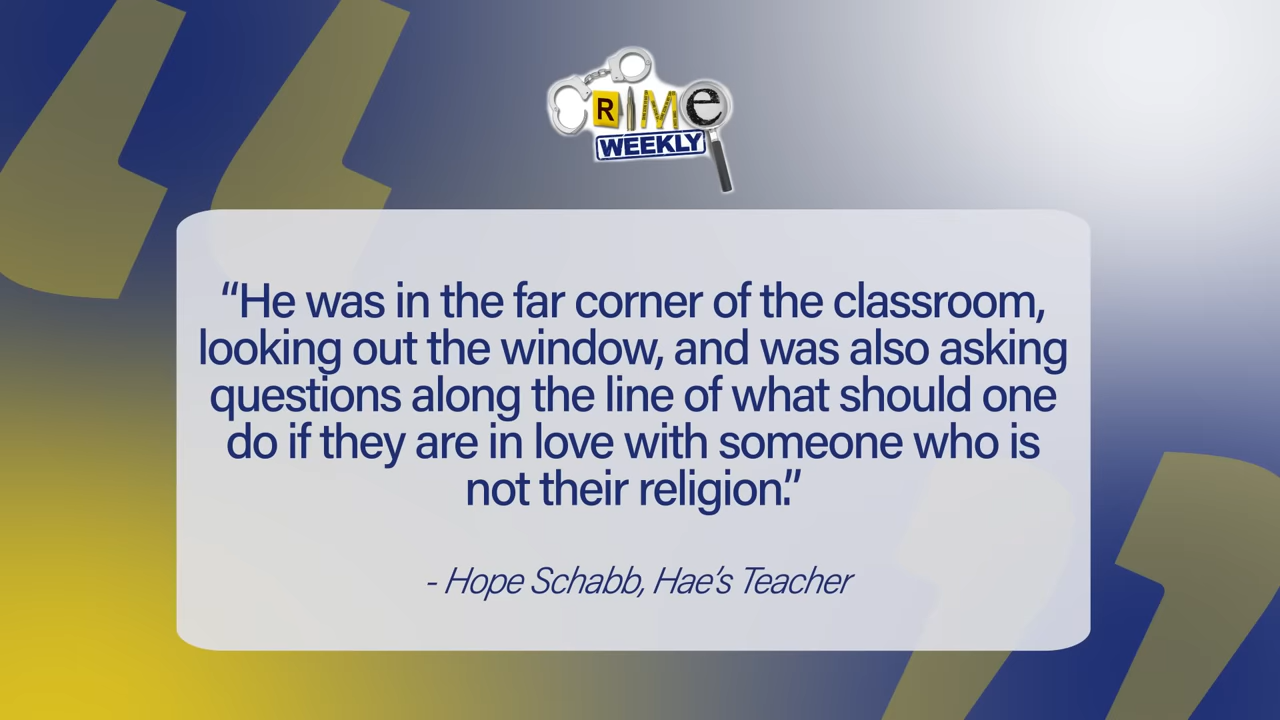 CRIMe
WEEKLY
“He was in the far corner of the classroom,
looking out the window, and was also asking
questions along the line of what should one
do if they are in love with someone who is
not their religion.”
- Hope Schabb, Hae’s Teacher